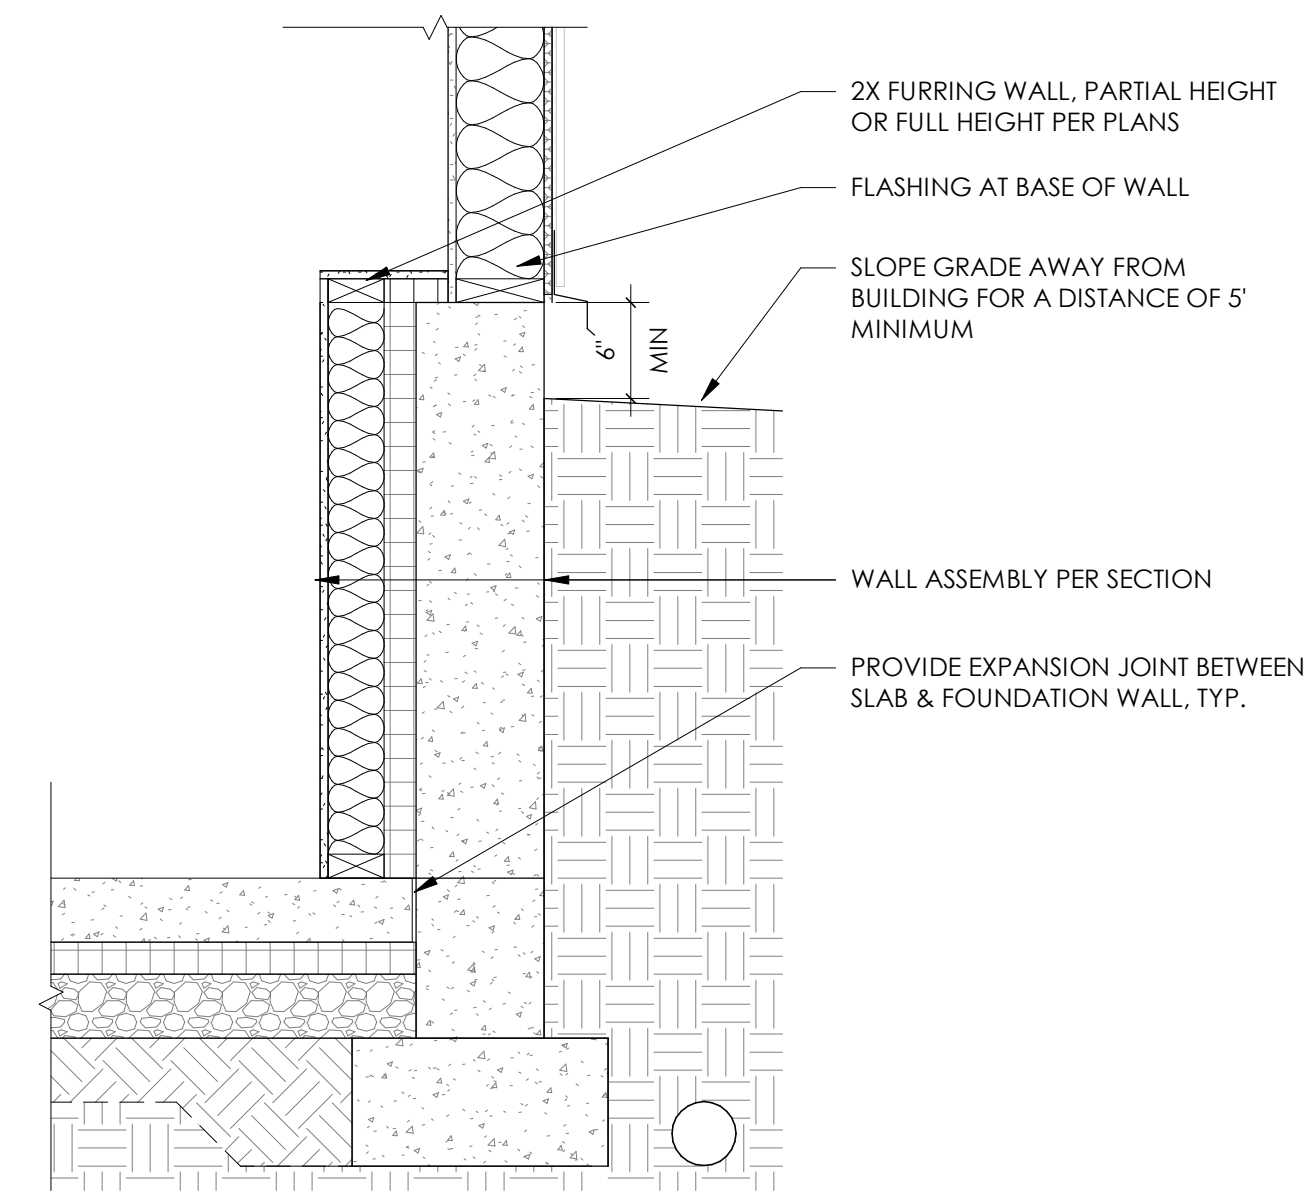 2X FURRING WALL, PARTIAL HEIGHT
OR FULL HEIGHT PER PLANS
FLASHING AT BASE OF WALL
SLOPE GRADE AWAY FROM
BUILDING FOR A DISTANCE OF 5'
MINIMUM
6"
MIN
WALL ASSEMBLY PER SECTION
PROVIDE EXPANSION JOINT BETWEEN
SLAB & FOUNDATION WALL, TYP.